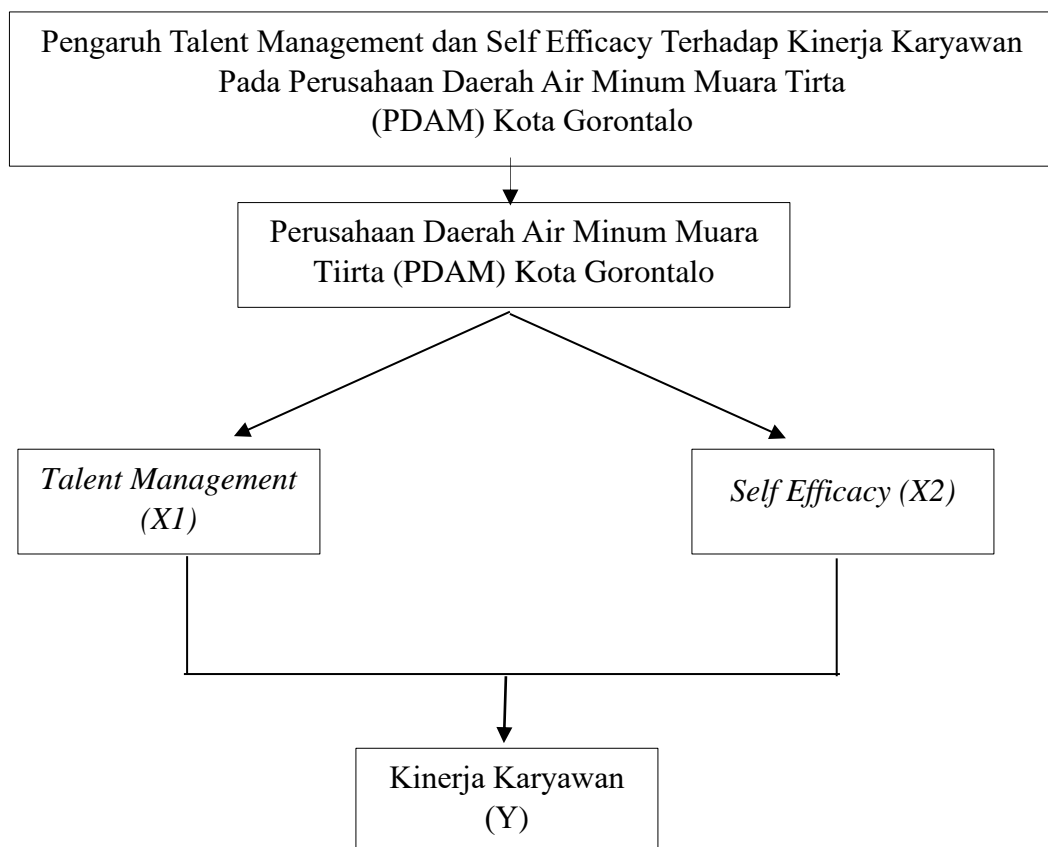 Pengaruh Talent Management dan Self Efficacy Terhadap Kinerja Karyawan
Pada Perusahaan Daerah Air Minum Muara Tirta
(PDAM) Kota Gorontalo
Perusahaan Daerah Air Minum Muara
Tiirta (PDAM) Kota Gorontalo
Talent Management
(X1)
Self Efficacy (X2)
Kinerja Karyawan
(Y)